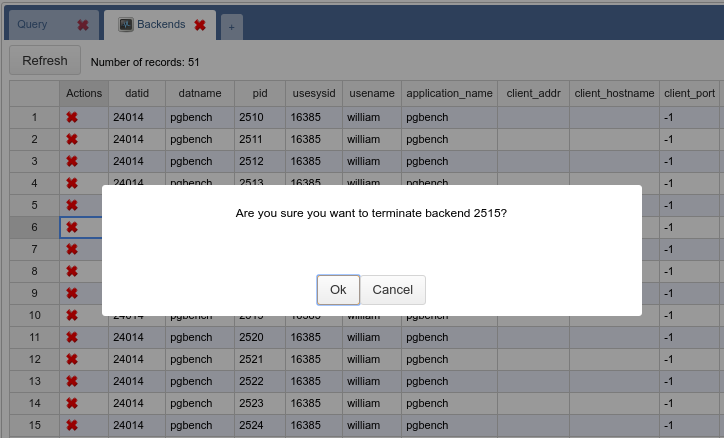 Query Backends +
Refresh Number of records: 51
Actions datid datname pid usesysid usename application_name client_addr client_hostname client_port
1 24014 pgbench 2510 16385 william pgbench -1
2 24014 pgbench 2511 16385 william pgbench -1
3 24014 pgbench 2512 16385 william pgbench -1
4 24014 pgbench 2513 16385 william pgbench -1
5 -1
6 -1
7 -1
8 -1
9 -1
Are you sure you want to terminate backend 2515?
Ok Cancel
10 24014 pgbench 2519 16385 william pgbench -1
11 24014 pgbench 2520 16385 william pgbench -1
12 24014 pgbench 2521 16385 william pgbench -1
13 24014 pgbench 2522 16385 william pgbench -1
14 24014 pgbench 2523 16385 william pgbench -1
15 24014 pgbench 2524 16385 william pgbench -1